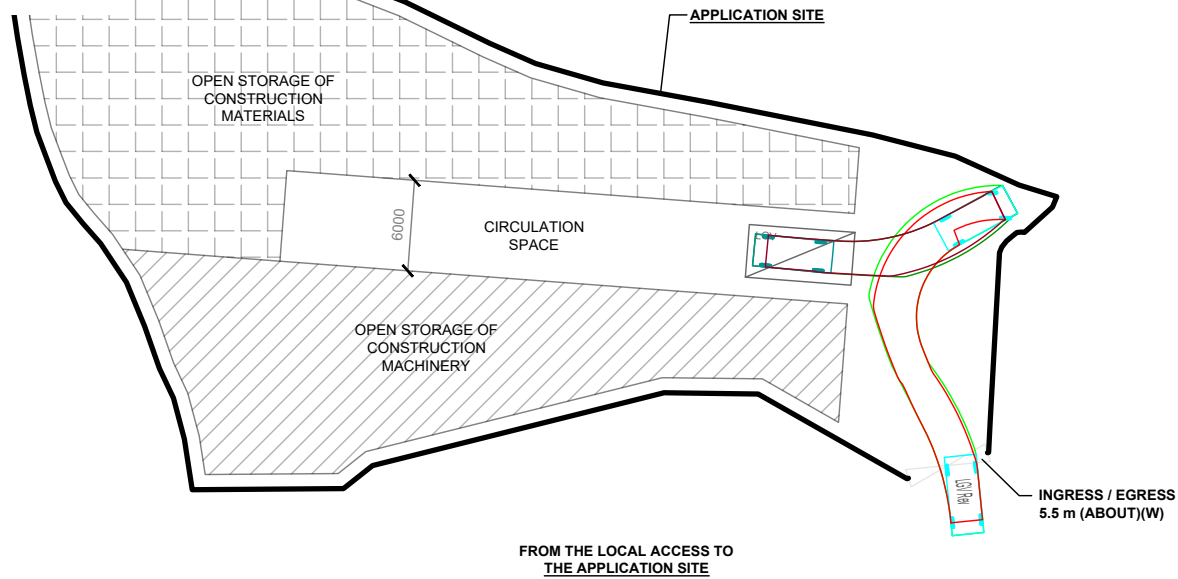 APPLICATION SITE
OPEN STORAGE OF
CONSTRUCTION
MATERIALS
6000
CIRCULATION
SPACE
LGV
OPEN STORAGE OF
CONSTRUCTION
MACHINERY
INGRESS / EGRESS
5.5 m (ABOUT)(W)
FROM THE LOCAL ACCESS TO
THE APPLICATION SITE